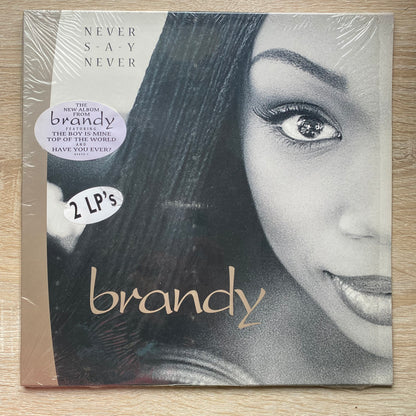 NEVER
S - A - Y
NEVER
THE
NEW ALBUM
FROM
brandy
FEATURING
THE BOY IS MINE
TOP OF THE WORLD
AND
HAVE YOU EVER?
2 LP's
brandy